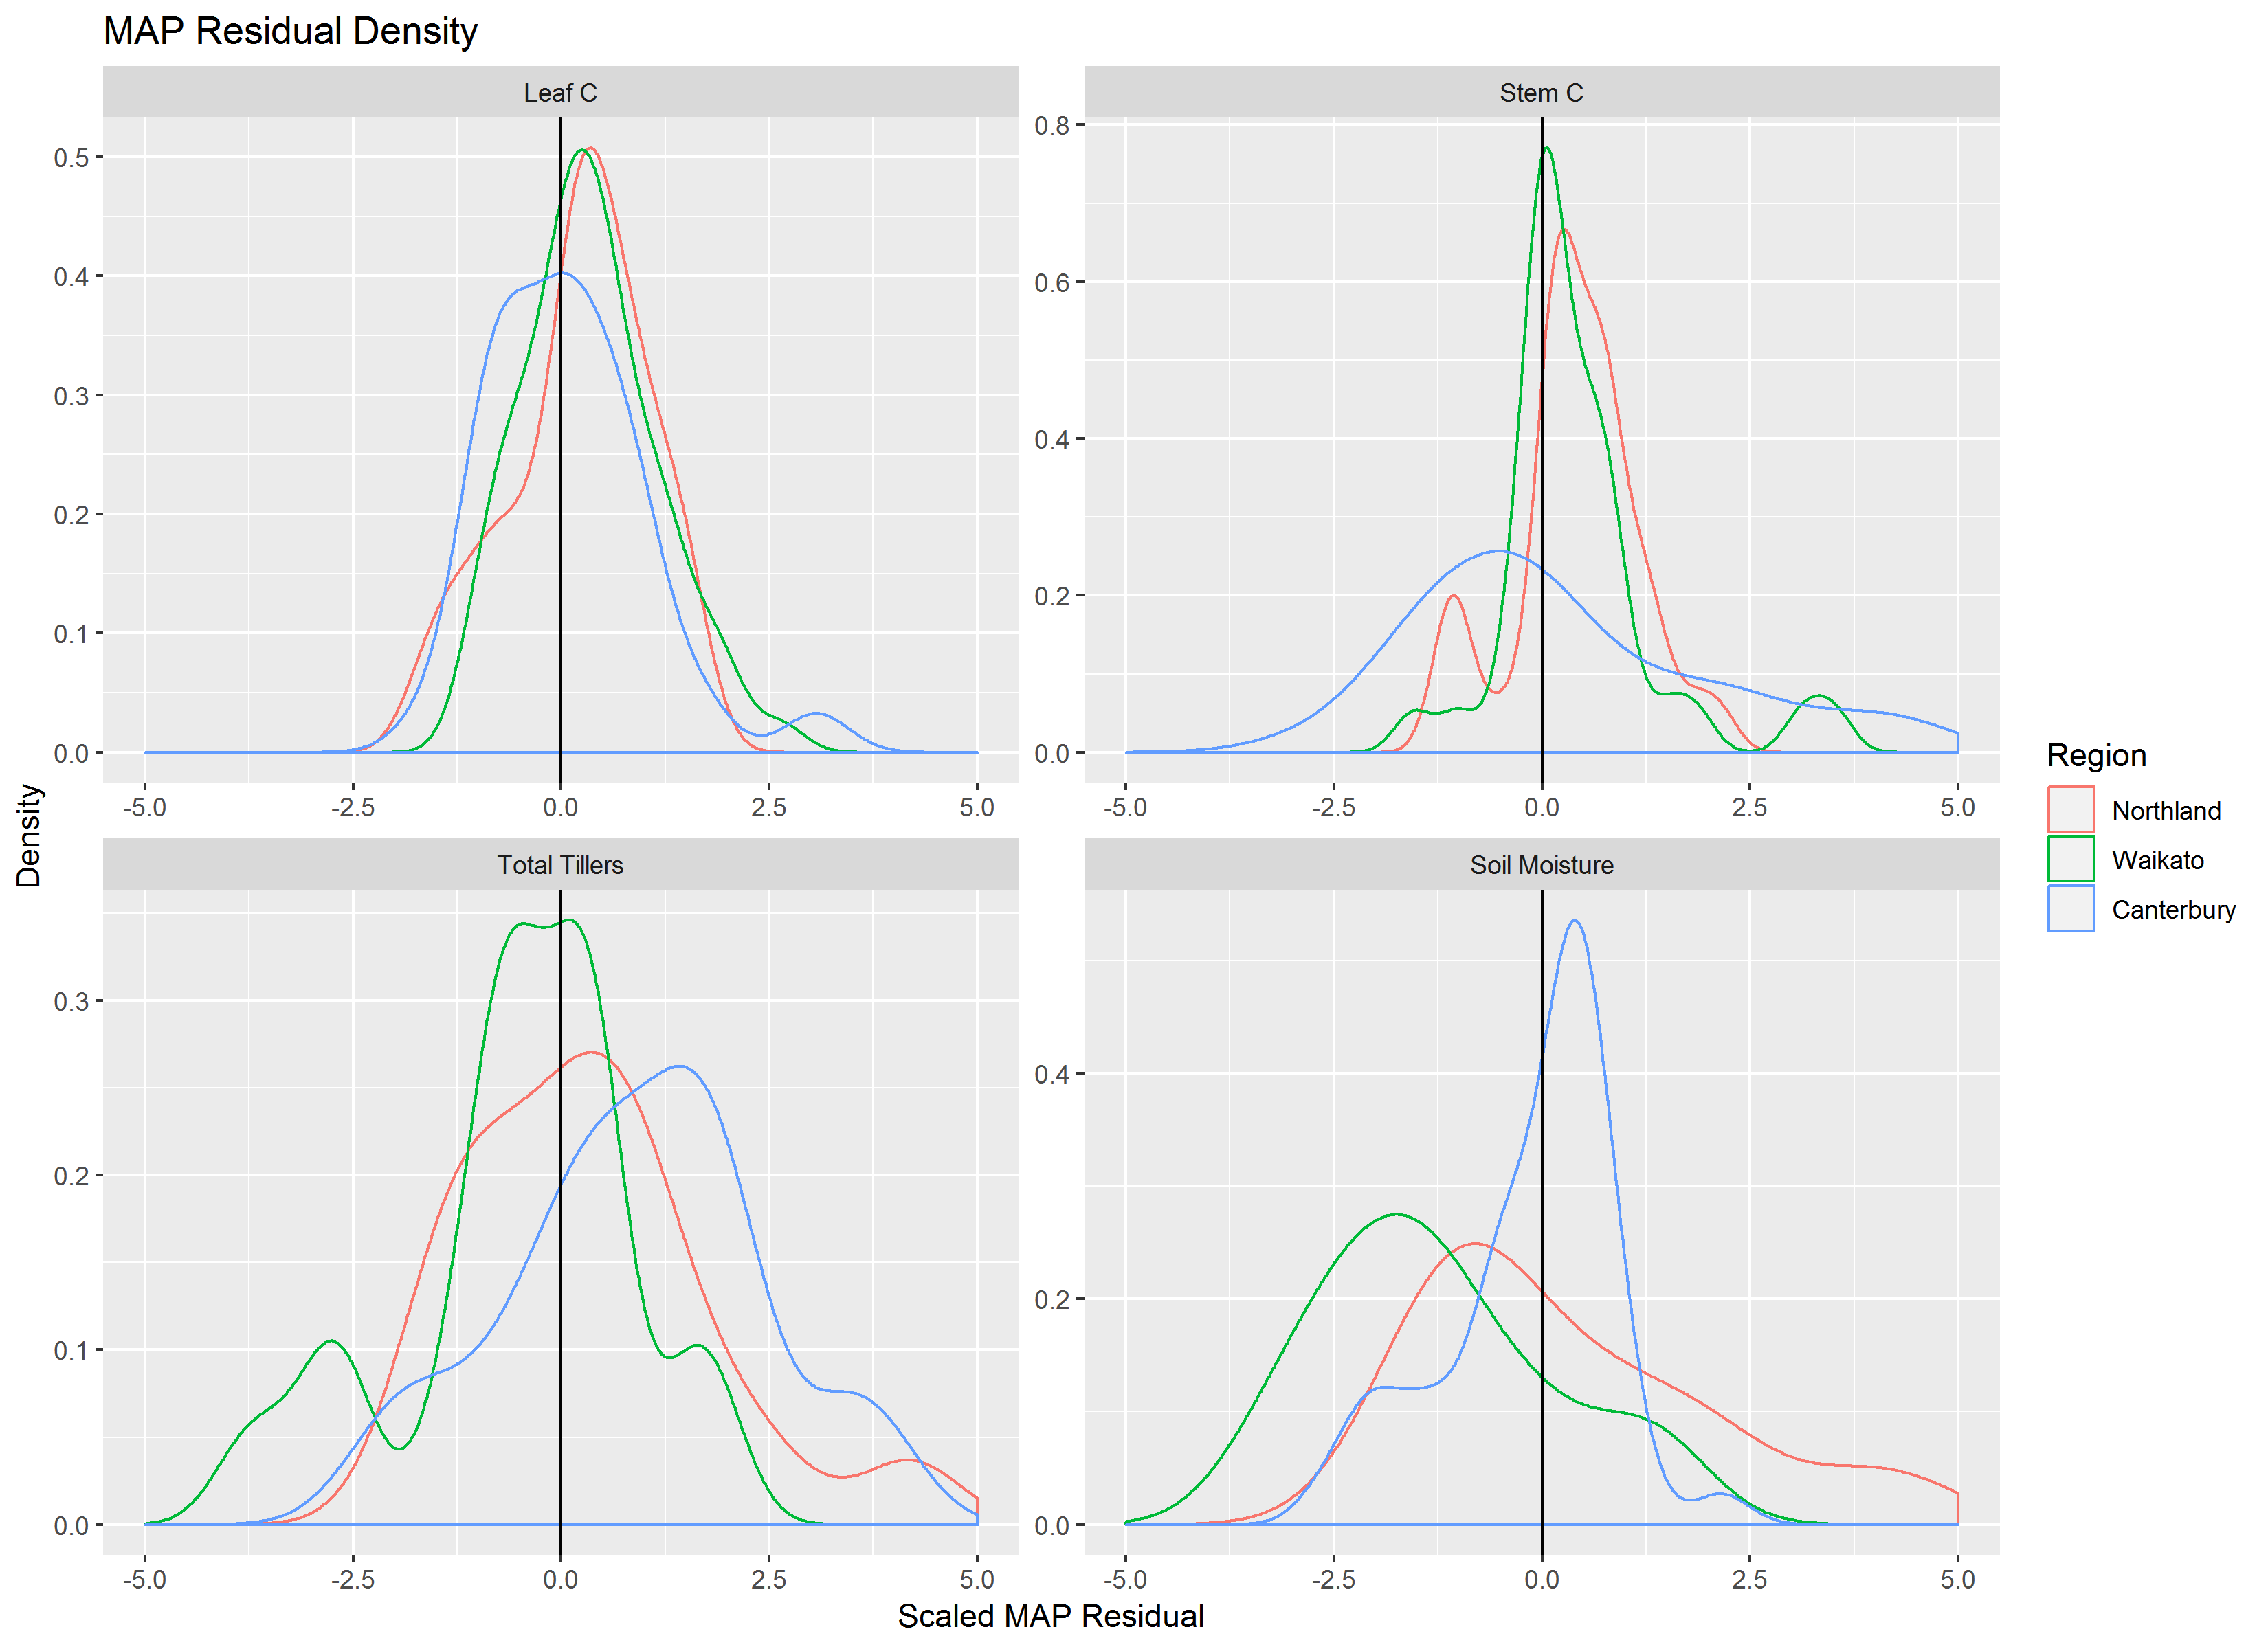 MAP Residual Density
Leaf C
Stem C
0.5
0.4
0.3
0.2
0.1
0.0
0.8
0.6
0.4
0.2
0.0
-5.0 -2.5 0.0 2.5 5.0
-5.0 -2.5 0.0 2.5 5.0
Total Tillers
Soil Moisture
0.3
0.2
0.1
0.0
0.4
0.2
0.0
-5.0 -2.5 0.0 2.5 5.0
-5.0 -2.5 0.0 2.5 5.0
Density
Scaled MAP Residual
Region
Northland
Waikato
Canterbury